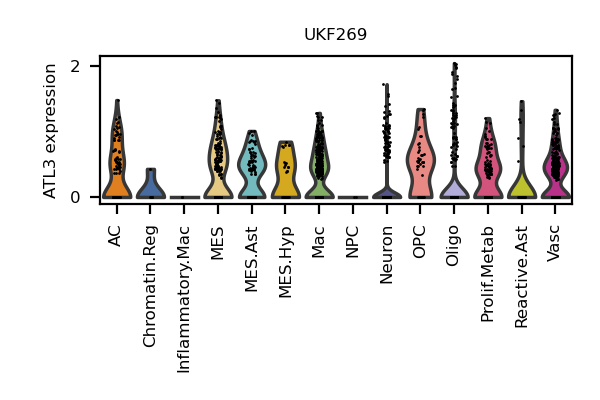 UKF269
ATL3 expression
2
0
AC
Chromatin.Reg
Inflammatory.Mac
MES
MES.Ast
MES.Hyp
Mac
NPC
Neuron
OPC
Oligo
Prolif.Metab
Reactive.Ast
Vasc